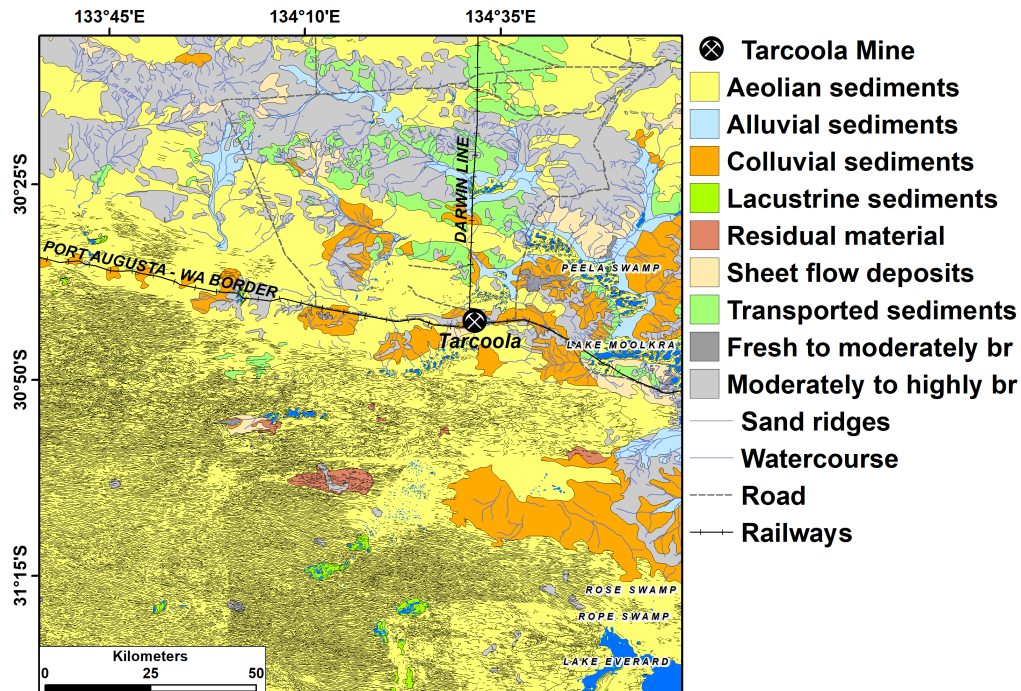 133°45'E 134°10'E 134°35'E
30°25'S
30°50'S
31°15'S
DARWIN LINE
PORT AUGUSTA - WA BORDER
PEELA SWAMP
Tarcoola
LAKE MOOLKRA
ROSE SWAMP
ROPE SWAMP
LAKE EVERARD
Kilometers
0 25 50
Tarcoola Mine
Aeolian sediments
Alluvial sediments
Colluvial sediments
Lacustrine sediments
Residual material
Sheet flow deposits
Transported sediments
Fresh to moderately br
Moderately to highly br
Sand ridges
Watercourse
Road
Railways